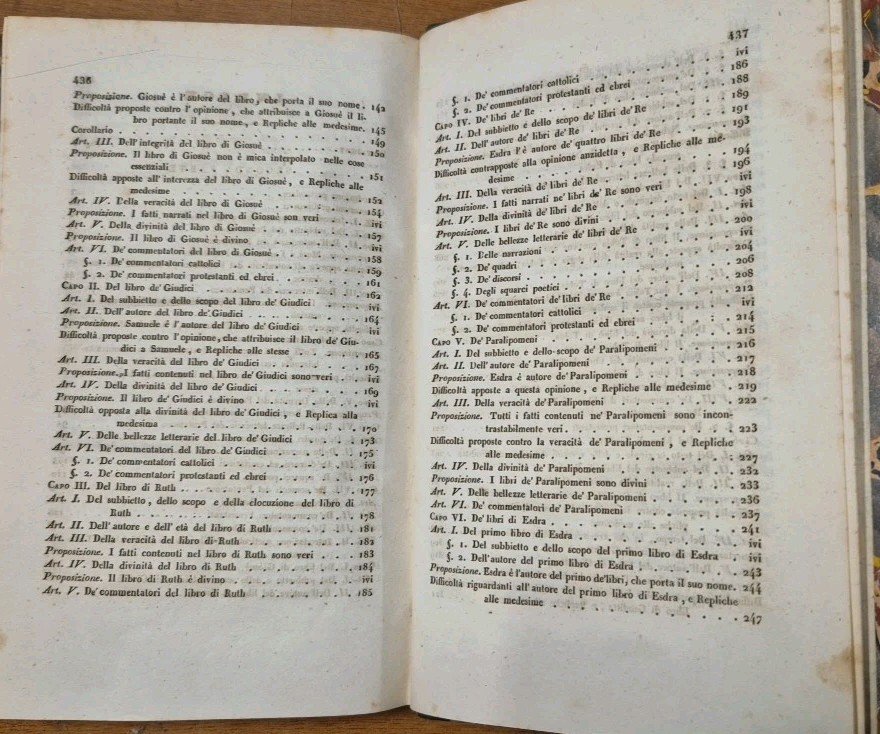 436
Proposizione. Giosuè è l'autore del libro, che porta il suo nome . 142
Difficoltà proposte contro l'opinione, che attribuisce a Giosuè il li-
bro portante il suo nome, e Repliche alle medesime. 145
Corollario . . . . . . . . . . . . . . 149
Art. III. Dell'integrità del libro di Giosuè . . . . . . 150
Proposizione. Il libro di Giosuè non è mica interpolato nelle cose
essenziali . . . . . . . . . . . 151
Difficoltà apposte all'interezza del libro di Giosuè, e Repliche alle
medesime . . . . . . . . . . . 152
Art. IV. Della veracità del libro di Giosuè . . . . . . 154
Proposizione. I fatti narrati nel libro di Giosuè son veri . . . ivi
Art. V. Della divinità del libro di Giosuè . . . . . . 157
Proposizione. Il libro di Giosuè è divino . . . . . . ivi
Art. VI. De' commentatori del libro di Giosuè . . . . . 158
§. 1. De' commentatori cattolici . . . . . . . 159
§. 2. De' commentatori protestanti ed ebrei . . . . . 161
CAPO II. Del libro de' Giudici . . . . . . . . . 162
Art. I. Del subbietto e dello scopo del libro de' Giudici . . . ivi
Art. II. Dell'autore del libro de' Giudici . . . . . . 164
Proposizione. Samuele è l'autore del libro de' Giudici . . . . ivi
Difficoltà proposte contro l'opinione, che attribuisce il libro de' Giu-
dici a Samuele, e Repliche alle stesse . . . . . 165
Art. III. Della veracità del libro de' Giudici . . . . . 167
Proposizione. I fatti contenuti nel libro de' Giudici sono veri . . ivi
Art. IV. Della divinità del libro de' Giudici . . . . . 169
Proposizione. Il libro de' Giudici è divino . . . . . . ivi
Difficoltà opposta alla divinità del libro de' Giudici, e Replica alla
medesima . . . . . . . . . . . 170
Art. V. Delle bellezze letterarie del libro de' Giudici . . . . 173
Art. VI. De' commentatori del libro de' Giudici . . . . . 175
§. 1. De' commentatori cattolici . . . . . . . ivi
§. 2. De' commentatori protestanti ed ebrei . . . . . 176
CAPO III. Del libro di Ruth . . . . . . . . . 177
Art. I. Del subbietto, dello scopo e della elocuzione del libro di
Ruth . . . . . . . . . . . . 178
Art. II. Dell'autore e dell'età del libro di Ruth . . . . . 181
Art. III. Della veracità del libro di Ruth . . . . . . 182
Proposizione. I fatti contenuti nel libro di Ruth sono veri . . . 183
Art. IV. Della divinità del libro di Ruth . . . . . . 184
Proposizione. Il libro di Ruth è divino . . . . . . . ivi
Art. V. De' commentatori del libro di Ruth . . . . . . 185
437
§. 1. De' commentatori cattolici . . . . . . . ivi
§. 2. De' commentatori protestanti ed ebrei . . . . . 186
CAPO IV. De' libri de' Re . . . . . . . . . 188
Art. I. Del subbietto e dello scopo de' libri de' Re . . . . 189
Art. II. Dell'autore de' libri de' Re . . . . . . . 191
Proposizione. Esdra l'è autore de' quattro libri de' Re . . . . 193
Difficoltà contrapposte alla opinione anzidetta, e Repliche alle me-
desime . . . . . . . . . . . . 194
Art. III. Della veracità de' libri de' Re . . . . . . 196
Proposizione. I fatti narrati ne' libri de' Re sono veri . . . . ivi
Art. IV. Della divinità de' libri de' Re . . . . . . 198
Proposizione. I libri de' Re sono divini . . . . . . ivi
Art. V. Delle bellezze letterarie de' libri de' Re . . . . . 200
§. 1. Belle narrazioni . . . . . . . . . ivi
§. 2. De' quadri . . . . . . . . . . 204
§. 3. De' discorsi . . . . . . . . . . 206
§. 4. Degli squarci poetici . . . . . . . . 208
Art. VI. De' commentatori de' libri de' Re . . . . . . 212
§. 1. De' commentatori cattolici . . . . . . . ivi
§. 2. De' commentatori protestanti ed ebrei . . . . . 214
CAPO V. De' Paralipomeni . . . . . . . . . 215
Art. I. Del subbietto e dello scopo de' Paralipomeni . . . . 216
Art. II. Dell'autore de' Paralipomeni . . . . . . . 217
Proposizione. Esdra è autore de' Paralipomeni . . . . . 218
Difficoltà apposte a questa opinione, e Repliche alle medesime . 219
Art. III. Della veracità de' Paralipomeni . . . . . . 222
Proposizione. Tutti i fatti contenuti ne' Paralipomeni sono incon-
trastabilmente veri . . . . . . . . . 223
Difficoltà proposte contro la veracità de' Paralipomeni, e Repliche
alle medesime . . . . . . . . . . 227
Art. IV. Della divinità de' Paralipomeni . . . . . . 232
Proposizione. I libri de' Paralipomeni sono divini . . . . . 233
Art. V. Delle bellezze letterarie de' Paralipomeni . . . . . 236
Art. VI. De' commentatori de' Paralipomeni . . . . . . 237
CAPO VI. De' libri di Esdra . . . . . . . . . 241
Art. I. Del primo libro di Esdra . . . . . . . . ivi
§. 1. Del subbietto e dello scopo del primo libro di Esdra . . ivi
§. 2. Dell'autore del primo libro di Esdra . . . . . 243
Proposizione. Esdra è l'autore del primo de' libri, che porta il suo nome. 244
Difficoltà riguardanti all'autore del primo libro di Esdra, e Repliche
alle medesime . . . . . . . . . . 247